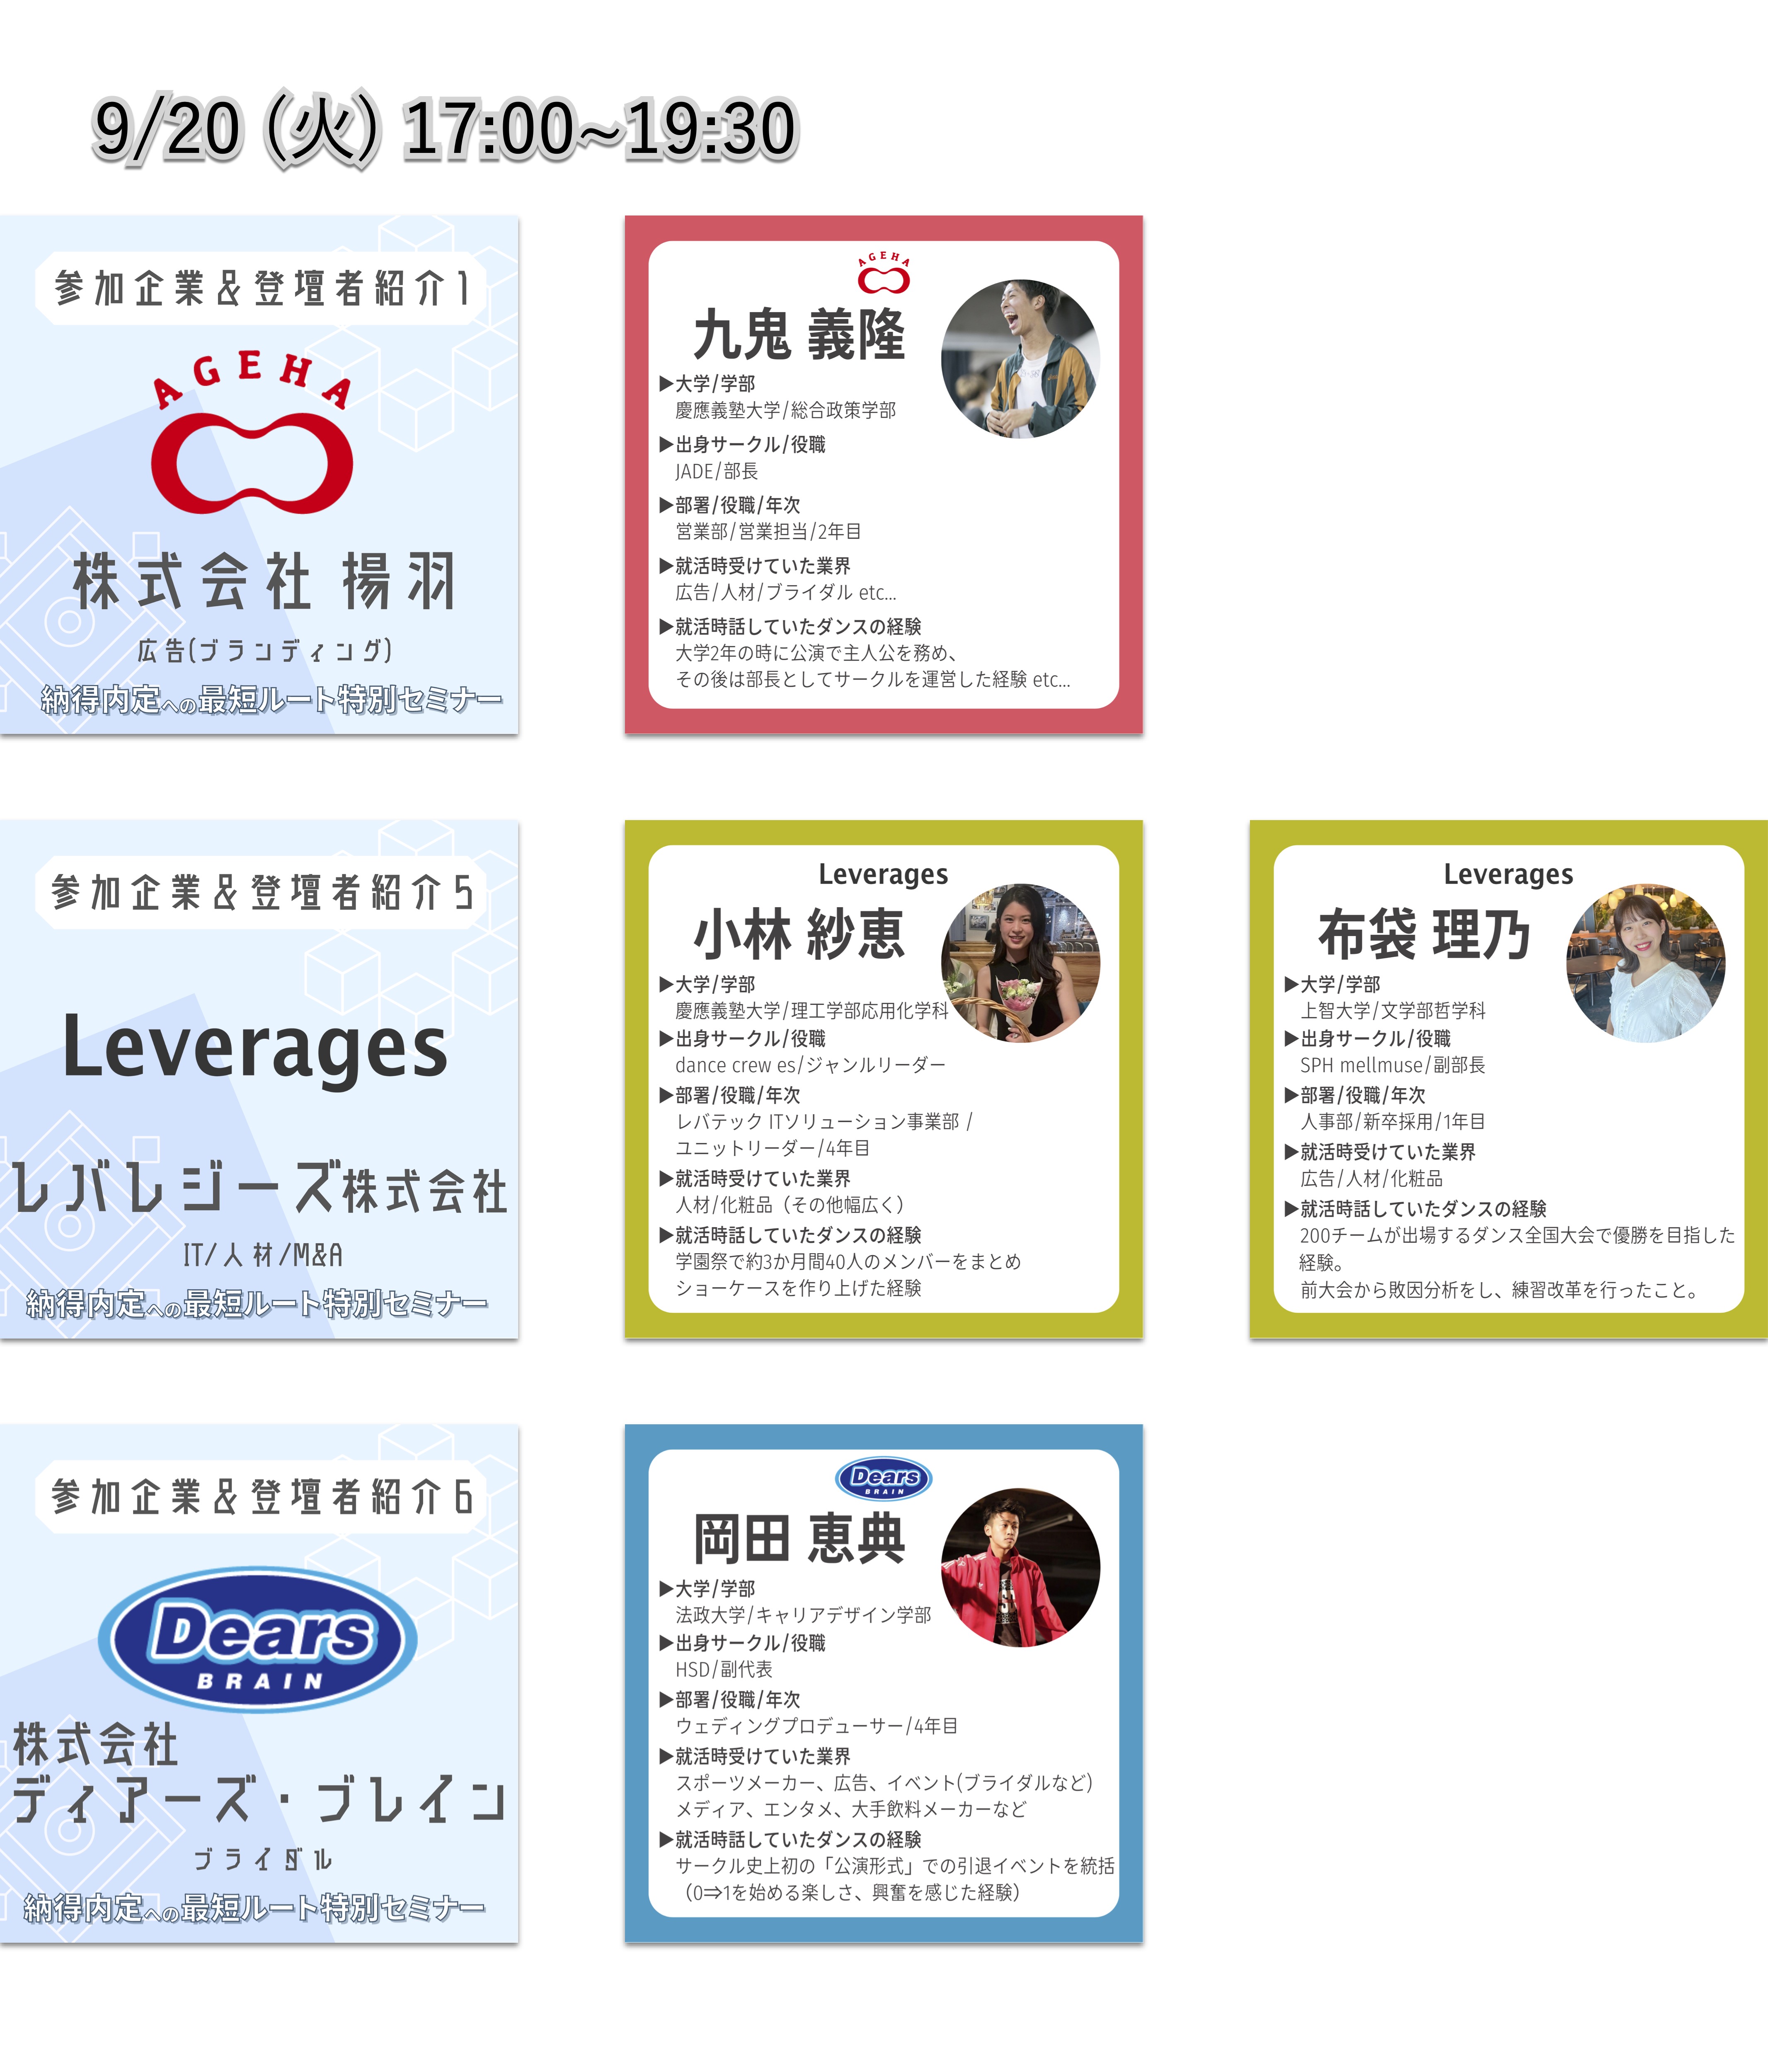 9/20（火）17:00~19:30
参加企業＆登壇者紹介1
AGEHA
株式会社 揚羽
広告(ブランディング)
納得内定への最短ルート特別セミナー
AGEHA
九鬼 義隆
▶大学/学部
慶應義塾大学/総合政策学部
▶出身サークル/役職
JADE/部長
▶部署/役職/年次
営業部/営業担当/2年目
▶就活時受けていた業界
広告/人材/ブライダル etc...
▶就活時話していたダンスの経験
大学2年の時に公演で主人公を務め、
その後は部長としてサークルを運営した経験 etc...
参加企業＆登壇者紹介5
Leverages
レバレジーズ株式会社
IT/人材/M&A
納得内定への最短ルート特別セミナー
Leverages
小林 紗恵
▶大学/学部
慶應義塾大学/理工学部応用化学科
▶出身サークル/役職
dance crew es/ジャンルリーダー
▶部署/役職/年次
レバテック ITソリューション事業部 /
ユニットリーダー/4年目
▶就活時受けていた業界
人材/化粧品（その他幅広く）
▶就活時話していたダンスの経験
学園祭で約3か月間40人のメンバーをまとめ
ショーケースを作り上げた経験
Leverages
布袋 理乃
▶大学/学部
上智大学/文学部哲学科
▶出身サークル/役職
SPH mellmuse/副部長
▶部署/役職/年次
人事部/新卒採用/1年目
▶就活時受けていた業界
広告/人材/化粧品
▶就活時話していたダンスの経験
200チームが出場するダンス全国大会で優勝を目指した
経験。
前大会から敗因分析をし、練習改革を行ったこと。
参加企業＆登壇者紹介6
Dears
BRAIN
株式会社
ディアーズ・ブレイン
ブライダル
納得内定への最短ルート特別セミナー
Dears
BRAIN
岡田 恵典
▶大学/学部
法政大学/キャリアデザイン学部
▶出身サークル/役職
HSD/副代表
▶部署/役職/年次
ウェディングプロデューサー/4年目
▶就活時受けていた業界
スポーツメーカー、広告、イベント(ブライダルなど)
メディア、エンタメ、大手飲料メーカーなど
▶就活時話していたダンスの経験
サークル史上初の「公演形式」での引退イベントを統括
（0⇒1を始める楽しさ、興奮を感じた経験）